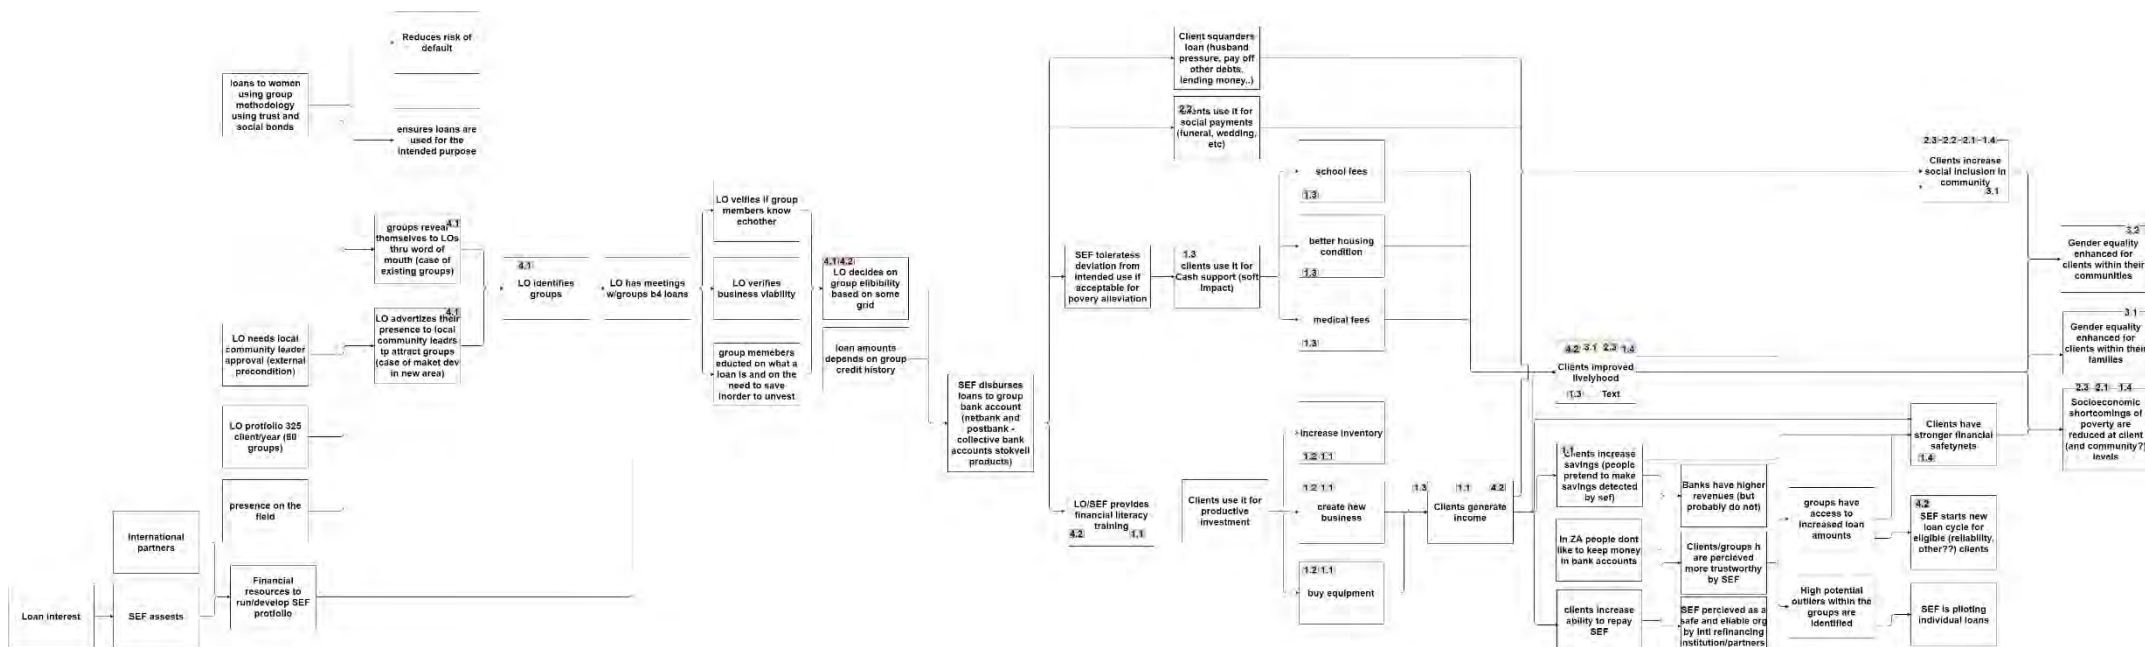 Reduces risk of
default
loans to women
using group
methodology
using trust and
social bonds
ensures loans are
used for the
intended purpose
groups reveal
4.1
themselves to LOs
thru word of
mouth (case of
existing groups)
LO needs local
community leader
approval (external
precondition)
4.1
LO advertizes their
presence to local
community leadrs
tp attract groups
(case of maket dev
in new area)
LO protfolio 325
client/year (50
groups)
presence on the
field
International
partners
Loan interest
SEF assests
Financial
resources to
run/develop SEF
protfolio
4.1
LO identifies
groups
LO has meetings
w/groups b4 loans
LO veifies if group
members know
echother
LO verifies
business viability
group memebers
educted on what a
loan is and on the
need to save
inorder to unvest
4.1 4.2
LO decides on
group elibibility
based on some
grid
loan amounts
depends on group
credit history
SEF disburses
loans to group
bank account
(netbank and
postbank -
collective bank
accounts stokvell
products)
Client squanders
loan (husband
pressure, pay off
other debts,
lending money..)
2.2
Clients use it for
social payments
(funeral, wedding,
etc)
SEF toleratess
deviation from
intended use if
acceptable for
povery alleviation
1.3
clients use it for
Cash support (soft
impact)
school fees
1.3
better housing
condition
1.3
medical fees
1.3
LO/SEF provides
financial literacy
training
4.2 1.1
Clients use it for
productive
investment
increase inventory
1.2 1.1
1.2 1.1
create new
business
1.2 1.1
buy equipment
1.3 1.1 4.2
Clients generate
income
4.2 3.1 2.3 1.4
Clients improved
livelyhood
1.3 Text
1.1
Clients increase
savings (people
pretend to make
savings detected
by sef)
In ZA people dont
like to keep money
in bank accounts
clients increase
ability to repay
SEF
Banks have higher
revenues (but
probably do not)
Clients/groups h
are percieved
more trustworthy
by SEF
SEF percieved as a
safe and eliable org
by intl refinancing
nstitution/partners
groups have
access to
increased loan
amounts
High potential
outliers within the
groups are
identified
2.3 2.2 2.1 1.4
Clients increase
social inclusion in
community
3.1
Clients have
stronger financial
safetynets
1.4
4.2
SEF starts new
loan cycle for
eligible (reliability,
other??) clients
SEF is piloting
individual loans
3.2
Gender equality
enhanced for
clients within their
communities
3.1
Gender equality
enhanced for
clients within their
families
2.3 2.1 1.4
Socioeconomic
shortcomings of
poverty are
reduced at client
(and community?)
levels